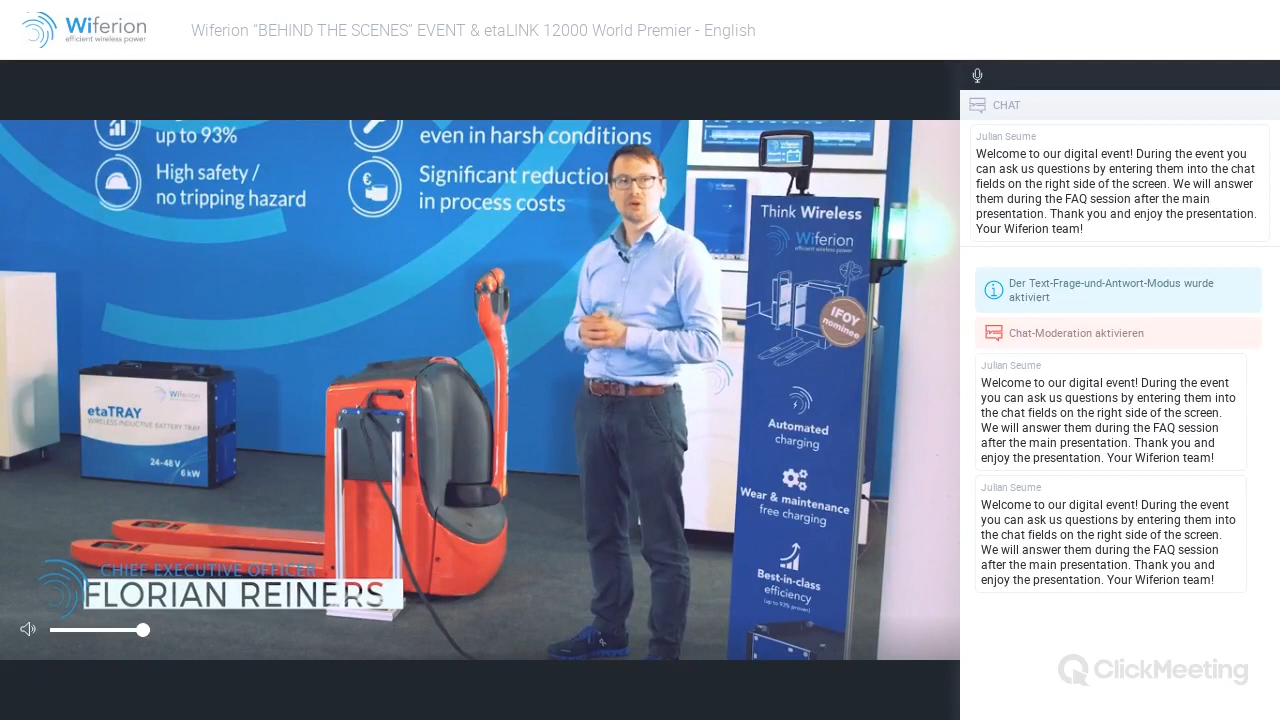 Wiferion
efficient wireless power
Wiferion "BEHIND THE SCENES" EVENT & etaLINK 12000 World Premier - English
up to 93%
High safety /
no tripping hazard
even in harsh conditions
Significant reduction
in process costs
Think Wireless
Wiferion
efficient wireless power
IFOY
nominee
Automated
charging
Wear & maintenance
free charging
Best-in-class
efficiency
(up to 93% proven)
Wiferion
etaTRAY
WIRELESS INDUCTIVE BATTERY TRAY
24-48 V
6 kW
CHIEF EXECUTIVE OFFICER
FLORIAN REINERS
CHAT
Julian Seume
Welcome to our digital event! During the event you
can ask us questions by entering them into the chat
fields on the right side of the screen. We will answer
them during the FAQ session after the main
presentation. Thank you and enjoy the presentation.
Your Wiferion team!
Der Text-Frage-und-Antwort-Modus wurde
aktiviert
Chat-Moderation aktivieren
Julian Seume
Welcome to our digital event! During the event
you can ask us questions by entering them into
the chat fields on the right side of the screen.
We will answer them during the FAQ session
after the main presentation. Thank you and
enjoy the presentation. Your Wiferion team!
Julian Seume
Welcome to our digital event! During the event
you can ask us questions by entering them into
the chat fields on the right side of the screen.
We will answer them during the FAQ session
after the main presentation. Thank you and
enjoy the presentation. Your Wiferion team!
ClickMeeting